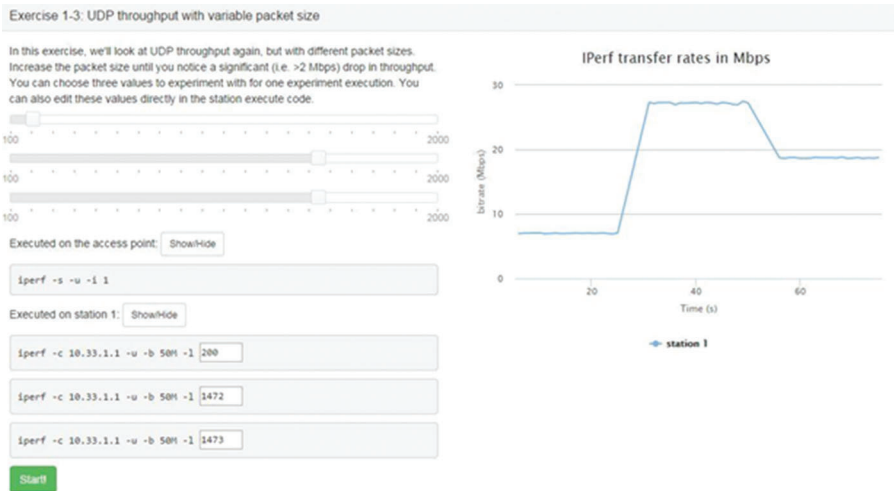 Exercise 1-3: UDP throughput with variable packet size
In this exercise, we'll look at UDP throughput again, but with different packet sizes.
Increase the packet size until you notice a significant (i.e. >2 Mbps) drop in throughput.
You can choose three values to experiment with for one experiment execution. You
can also edit these values directly in the station execute code.
100 2000
100 2000
100 2000
Executed on the access point: Show/Hide
iperf -s -u -i 1
Executed on station 1: Show/Hide
iperf -c 10.33.1.1 -u -b 50M -l 200
iperf -c 10.33.1.1 -u -b 50M -l 1472
iperf -c 10.33.1.1 -u -b 50M -l 1473
Start!
IPerf transfer rates in Mbps
bitrate (Mbps)
30
20
10
0
20 40 60
Time (s)
station 1